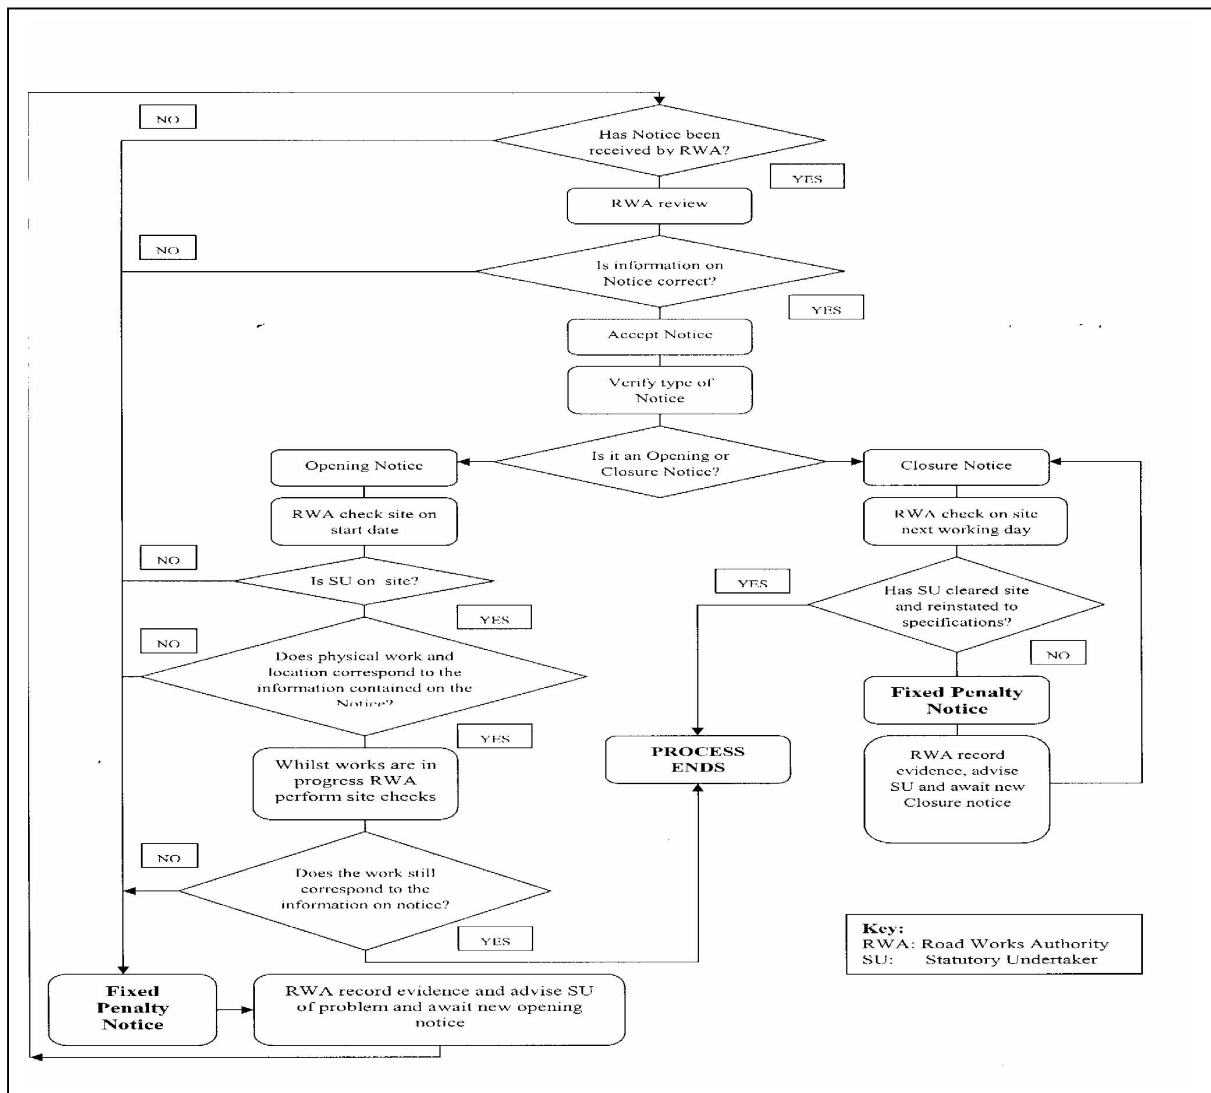 NO
Has Notice been
received by RWA?
YES
RWA review
NO
Is information on
Notice correct?
YES
Accept Notice
Verify type of
Notice
Is it an Opening or
Closure Notice?
Opening Notice
Closure Notice
RWA check site on
start date
RWA check on site
next working day
NO
Is SU on site?
YES
YES
Has SU cleared site
and reinstated to
specifications?
NO
NO
Does physical work and
location correspond to the
information contained on the
Notice?
YES
Fixed Penalty
Notice
Whilst works are in
progress RWA
perform site checks
PROCESS
ENDS
RWA record
evidence, advise
SU and await new
Closure notice
NO
Does the work still
correspond to the
information on notice?
YES
Key:
RWA: Road Works Authority
SU: Statutory Undertaker
Fixed
Penalty
Notice
RWA record evidence and advise SU
of problem and await new opening
notice